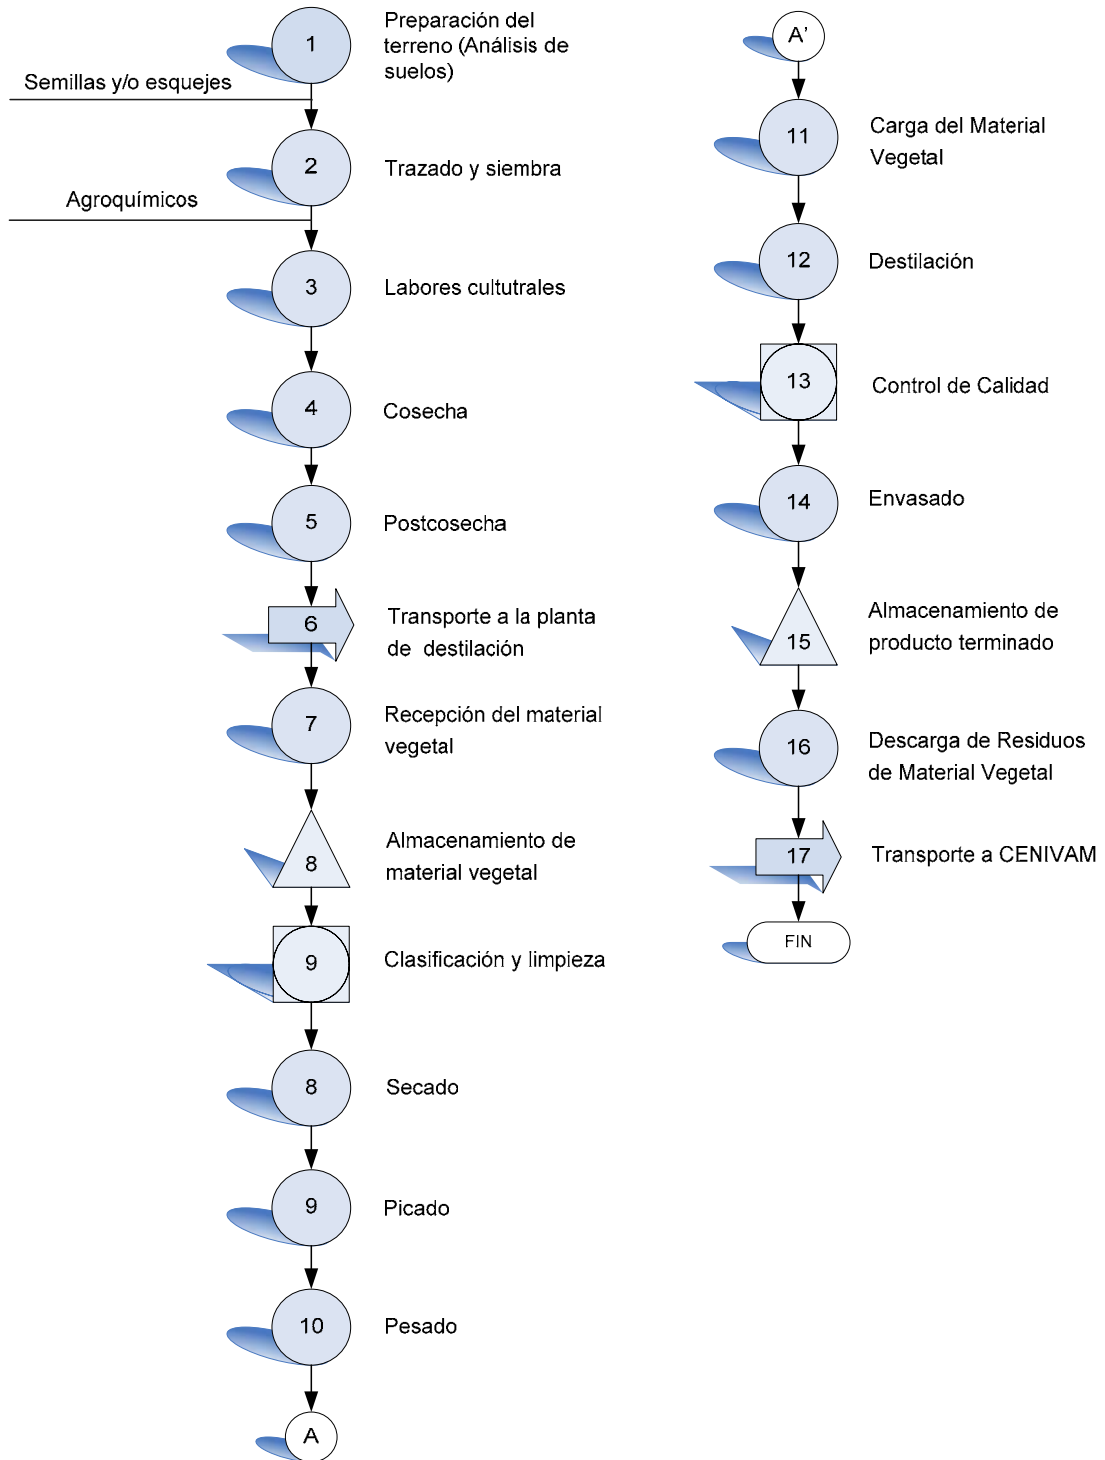 1
Preparación del
terreno (Análisis de
suelos)
Semillas y/o esquejes
2
Trazado y siembra
Agroquímicos
3
Labores cultutrales
4
Cosecha
5
Postcosecha
6
Transporte a la planta
de destilación
7
Recepción del material
vegetal
8
Almacenamiento de
material vegetal
9
Clasificación y limpieza
8
Secado
9
Picado
10
Pesado
A
A’
11
Carga del Material
Vegetal
12
Destilación
13
Control de Calidad
14
Envasado
15
Almacenamiento de
producto terminado
16
Descarga de Residuos
de Material Vegetal
17
Transporte a CENIVAM
FIN